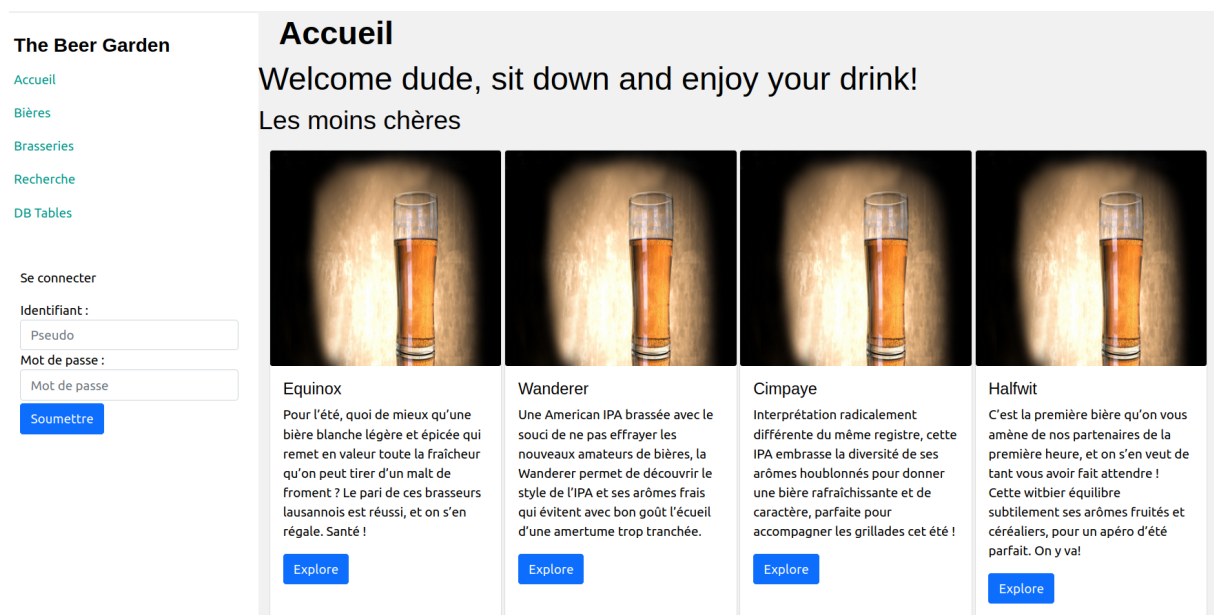 The Beer Garden
Accueil
Bières
Brasseries
Recherche
DB Tables
Se connecter
Identifiant :
Pseudo
Mot de passe :
Mot de passe
Soumettre
Accueil
Welcome dude, sit down and enjoy your drink!
Les moins chères
Equinox
Pour l’été, quoi de mieux qu’une
bière blanche légère et épicée qui
remet en valeur toute la fraîcheur
qu’on peut tirer d’un malt de
froment ? Le pari de ces brasseurs
lausannois est réussi, et on s’en
régale. Santé !
Explore
Wanderer
Une American IPA brassée avec le
souci de ne pas effrayer les
nouveaux amateurs de bières, la
Wanderer permet de découvrir le
style de l’IPA et ses arômes frais
qui évitent avec bon goût l’écueil
d’une amertume trop tranchée.
Explore
Cimpaye
Interprétation radicalement
différente du même registre, cette
IPA embrasse la diversité de ses
arômes houblonnés pour donner
une bière rafraîchissante et de
caractère, parfaite pour
accompagner les grillades cet été !
Explore
Halfwit
C’est la première bière qu’on vous
amène de nos partenaires de la
première heure, et on s’en veut de
tant vous avoir fait attendre !
Cette witbier équilibre
subtilement ses arômes fruités et
céréaliers, pour un apéro d’été
parfait. On y va!
Explore